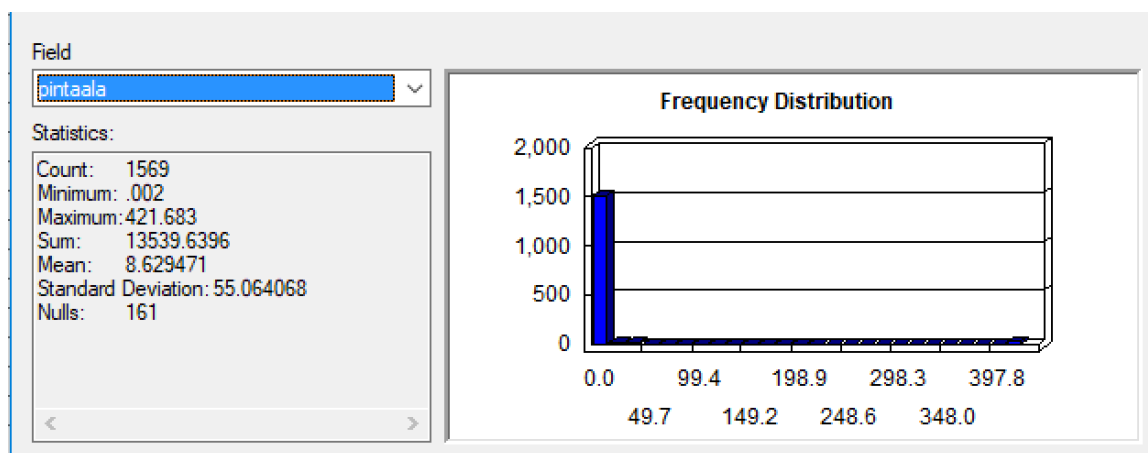 Field
pintaala
Statistics:
Count: 1569
Minimum: .002
Maximum: 421.683
Sum: 13539.6396
Mean: 8.629471
Standard Deviation: 55.064068
Nulls: 161
Frequency Distribution
2,000
1,500
1,000
500
0
0.0 99.4 198.9 298.3 397.8
49.7 149.2 248.6 348.0